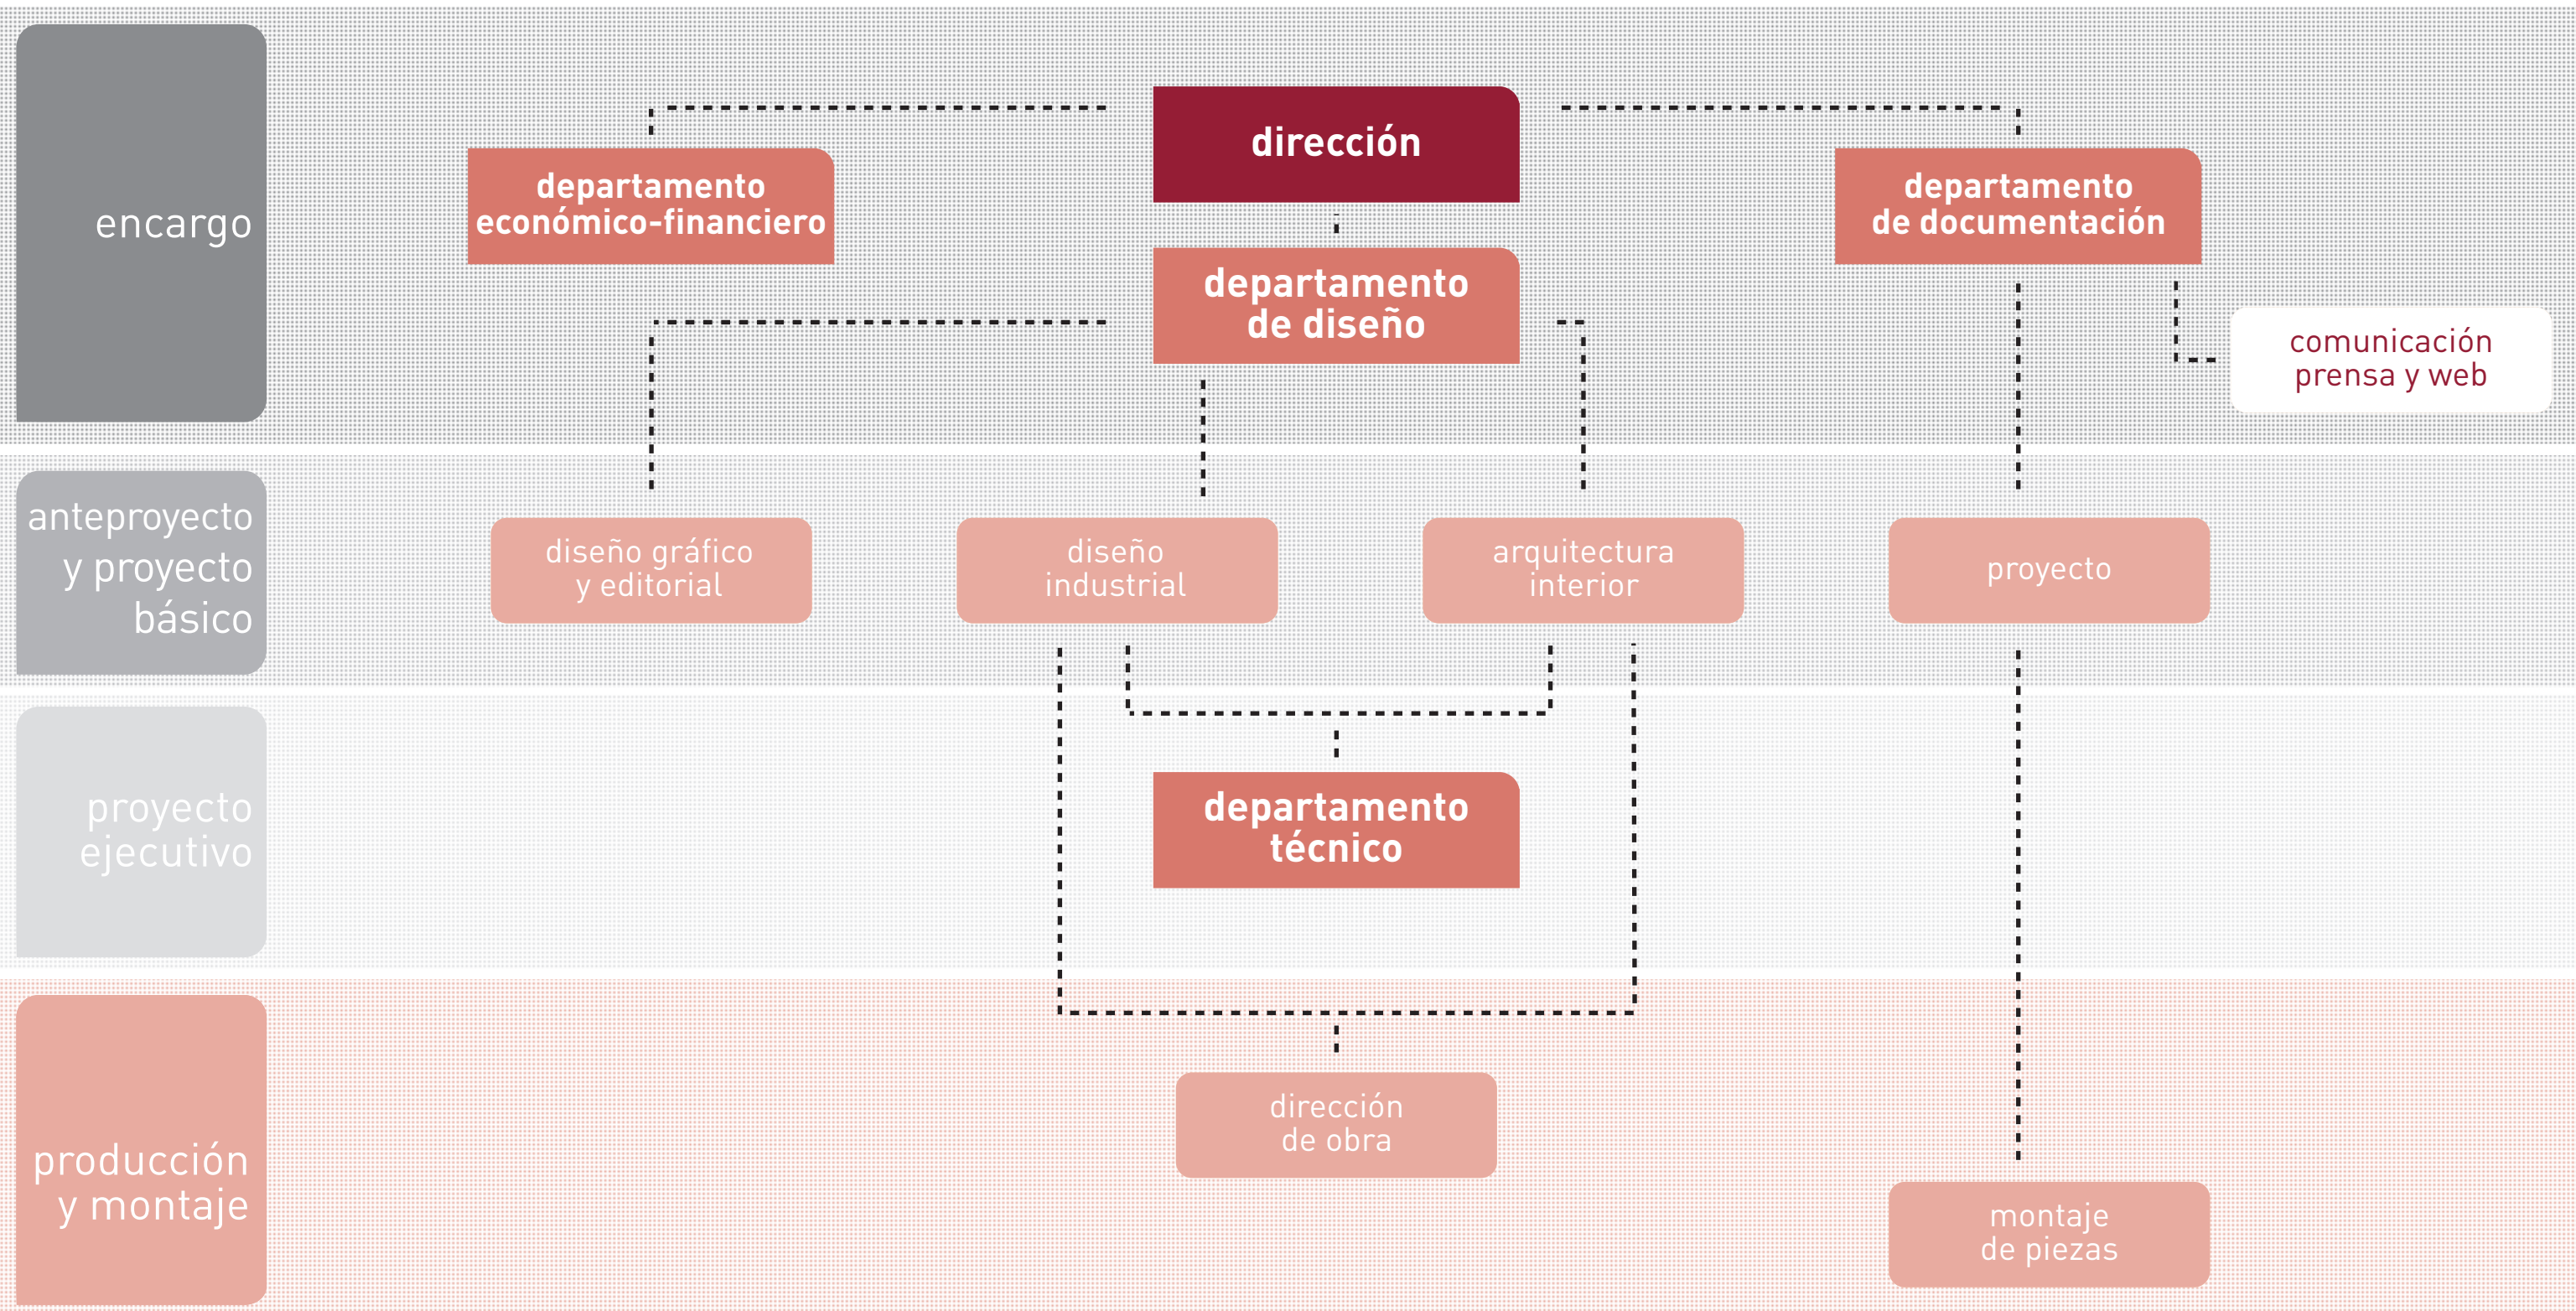 encargo
dirección
departamento
económico-financiero
departamento
de documentación
departamento
de diseño
comunicación
prensa y web
anteproyecto
y proyecto
básico
diseño gráfico
y editorial
diseño
industrial
arquitectura
interior
proyecto
proyecto
ejecutivo
departamento
técnico
producción
y montaje
dirección
de obra
montaje
de piezas